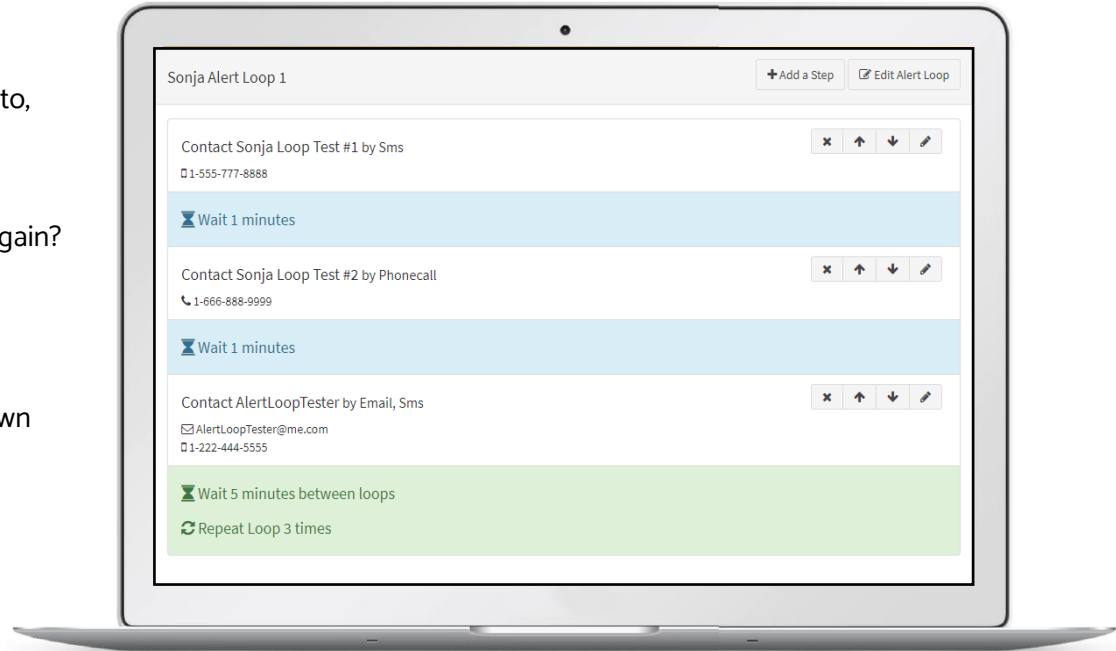 to,
gain?
wn
Sonja Alert Loop 1
Add a Step
Edit Alert Loop
Contact Sonja Loop Test #1 by Sms
1-555-777-8888
Wait 1 minutes
Contact Sonja Loop Test #2 by Phonecall
1-666-888-9999
Wait 1 minutes
Contact AlertLoopTester by Email, Sms
AlertLoopTester@me.com
1-222-444-5555
Wait 5 minutes between loops
Repeat Loop 3 times